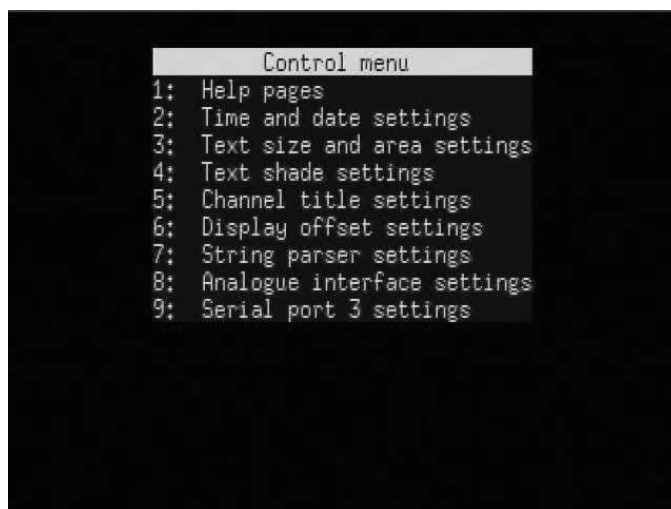 Control menu
1: Help pages
2: Time and date settings
3: Text size and area settings
4: Text shade settings
5: Channel title settings
6: Display offset settings
7: String parser settings
8: Analogue interface settings
9: Serial port 3 settings